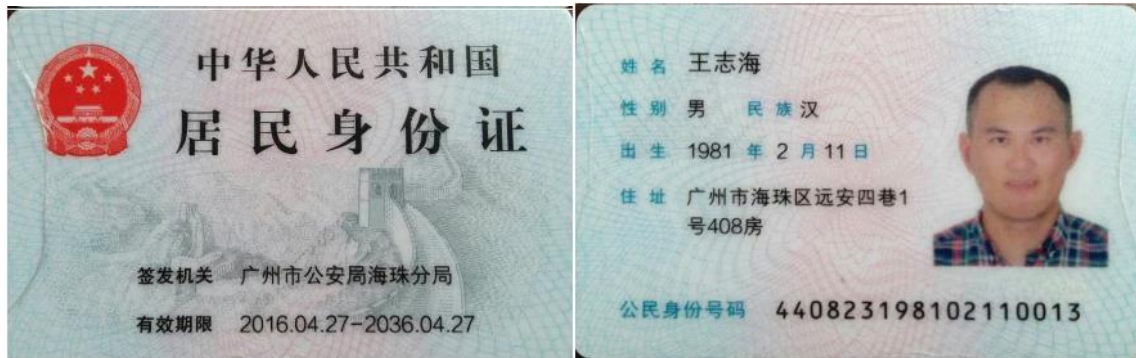 中华人民共和国
居民身份证
签发机关 广州市公安局海珠分局
有效期限 2016.04.27-2036.04.27
姓名 王志海
性别 男 民族 汉
出生 1981 年 2 月 11 日
住址 广州市海珠区远安四巷1
号408房
公民身份号码 440823198102110013